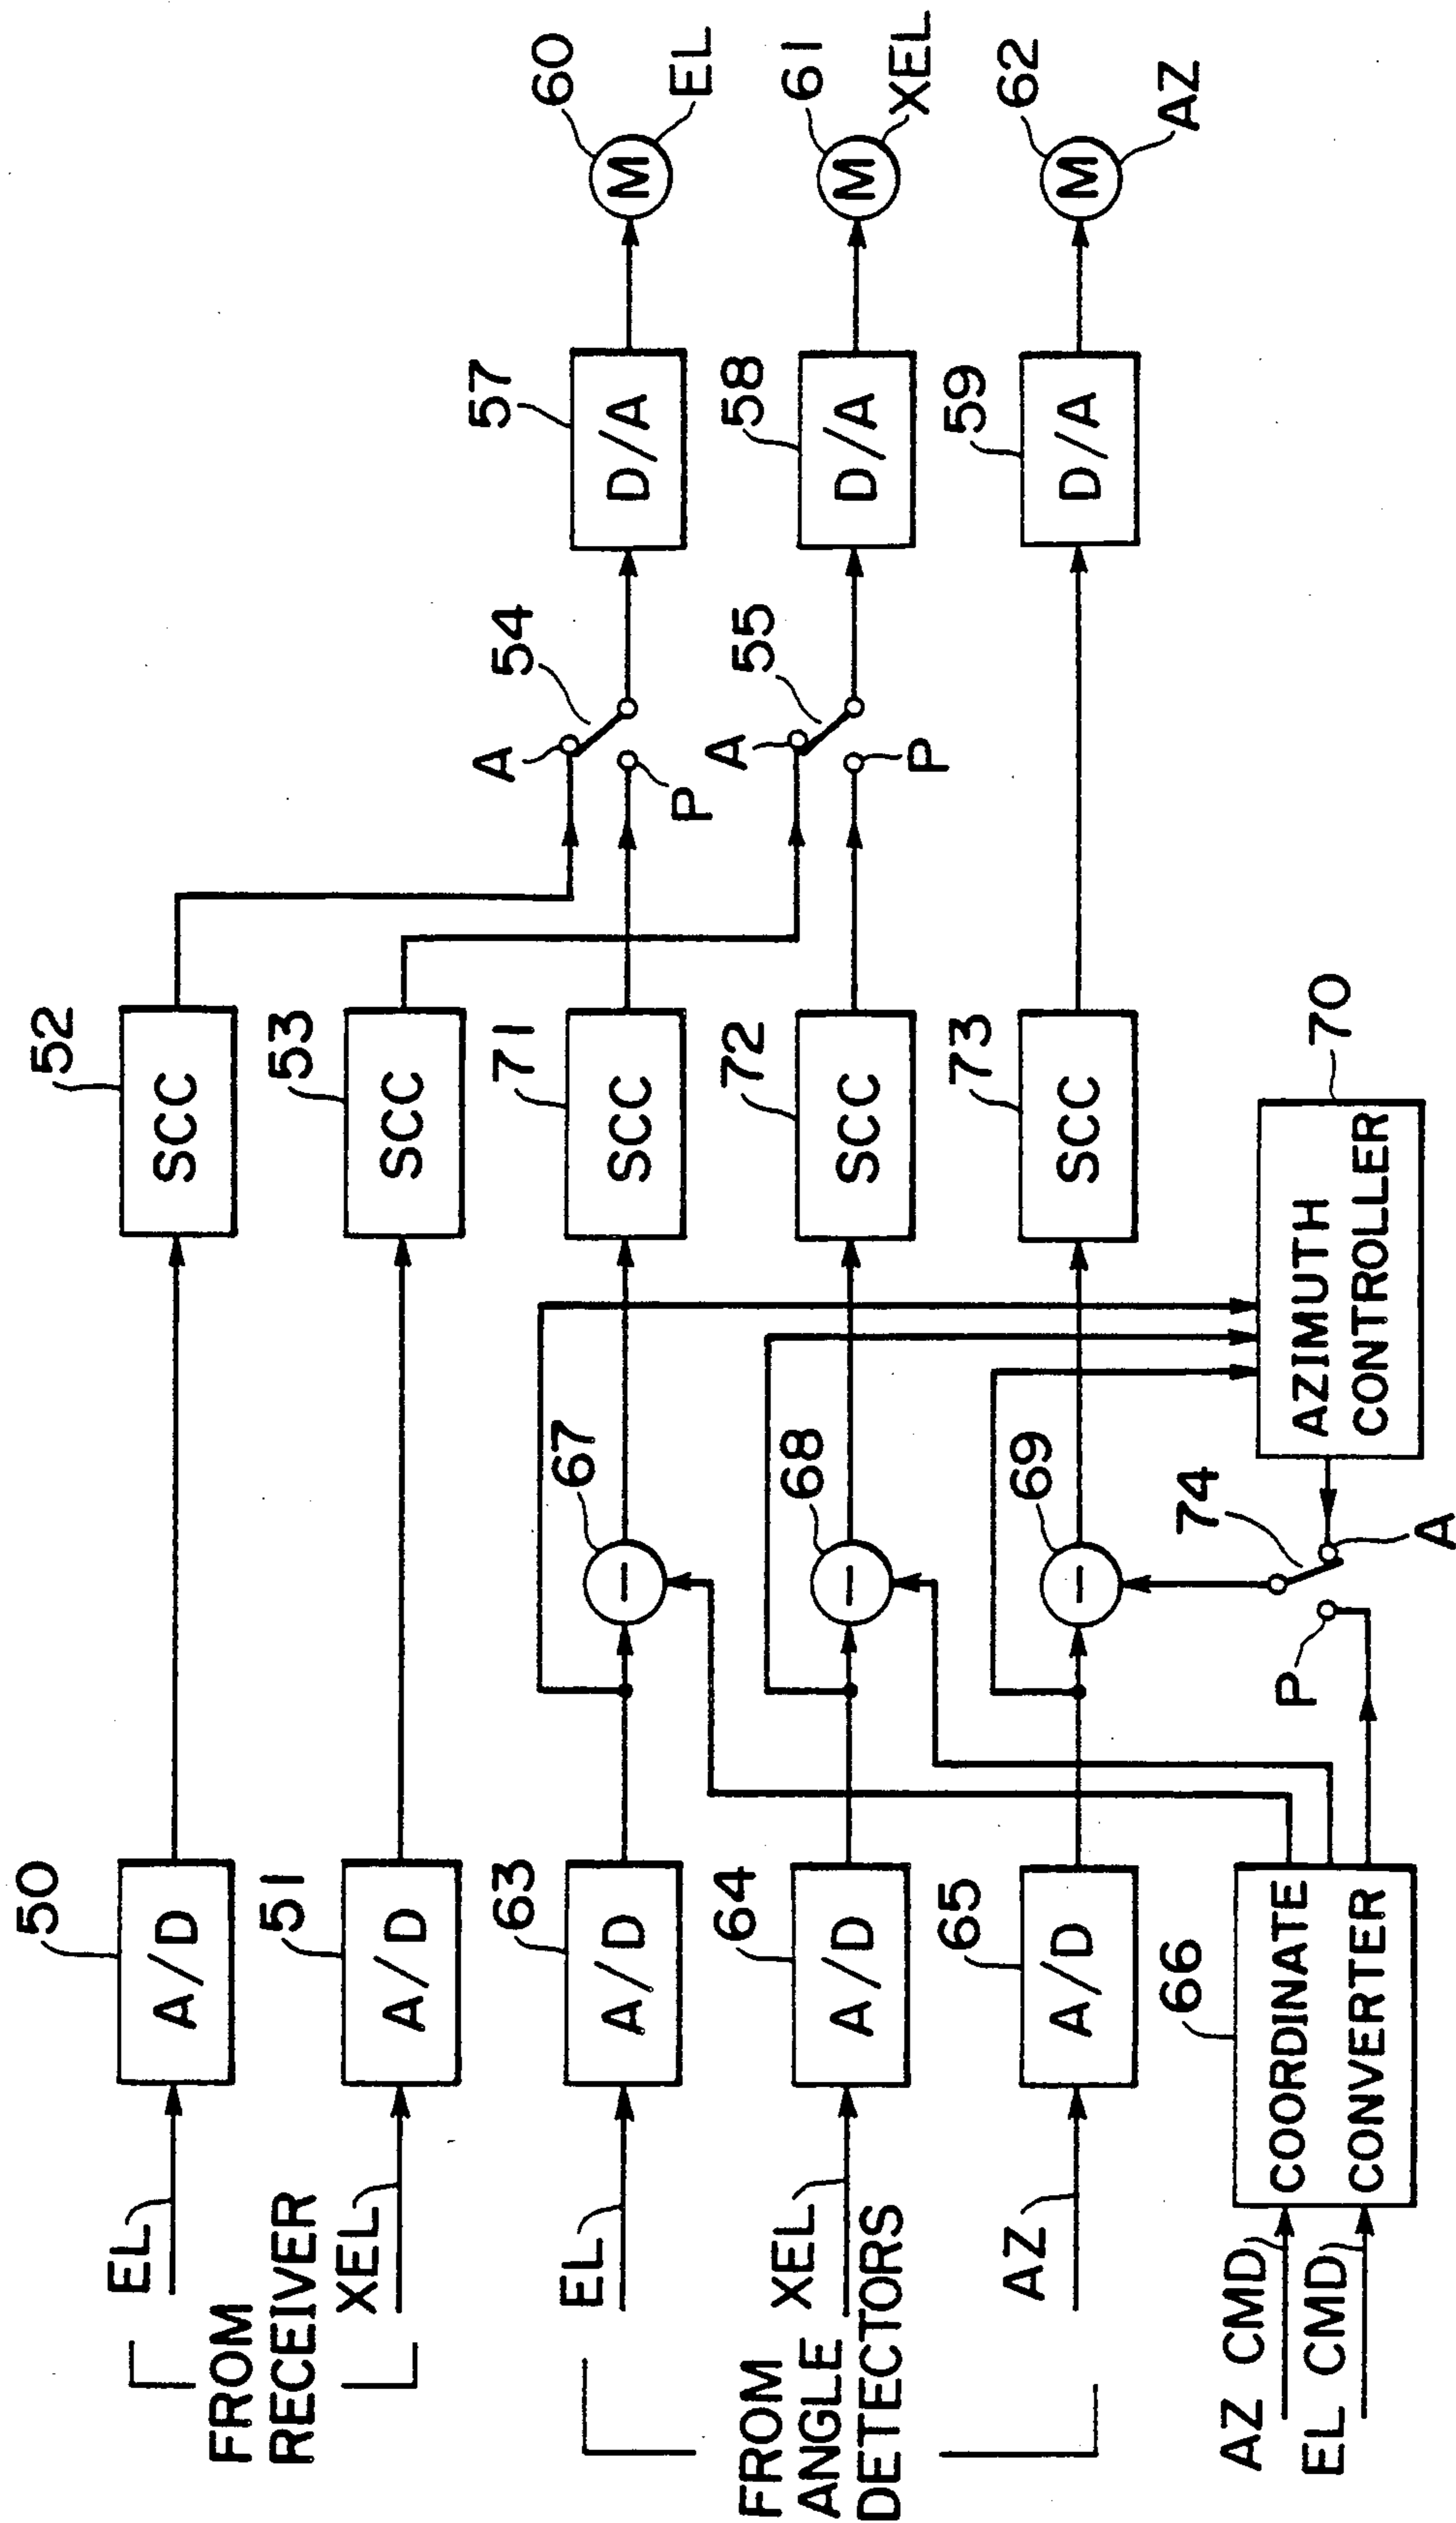 50
A/D
EL
52
SCC
FROM
RECEIVER
51
A/D
XEL
53
SCC
A
54
P
57
D/A
60
M
EL
63
A/D
EL
67
—
71
SCC
A
55
P
58
D/A
61
M
XEL
FROM
ANGLE
DETECTORS
XEL
64
A/D
68
—
72
SCC
AZ
65
A/D
69
—
73
SCC
59
D/A
62
M
AZ
AZ CMD
EL CMD
66
COORDINATE
CONVERTER
P
74
A
70
AZIMUTH
CONTROLLER